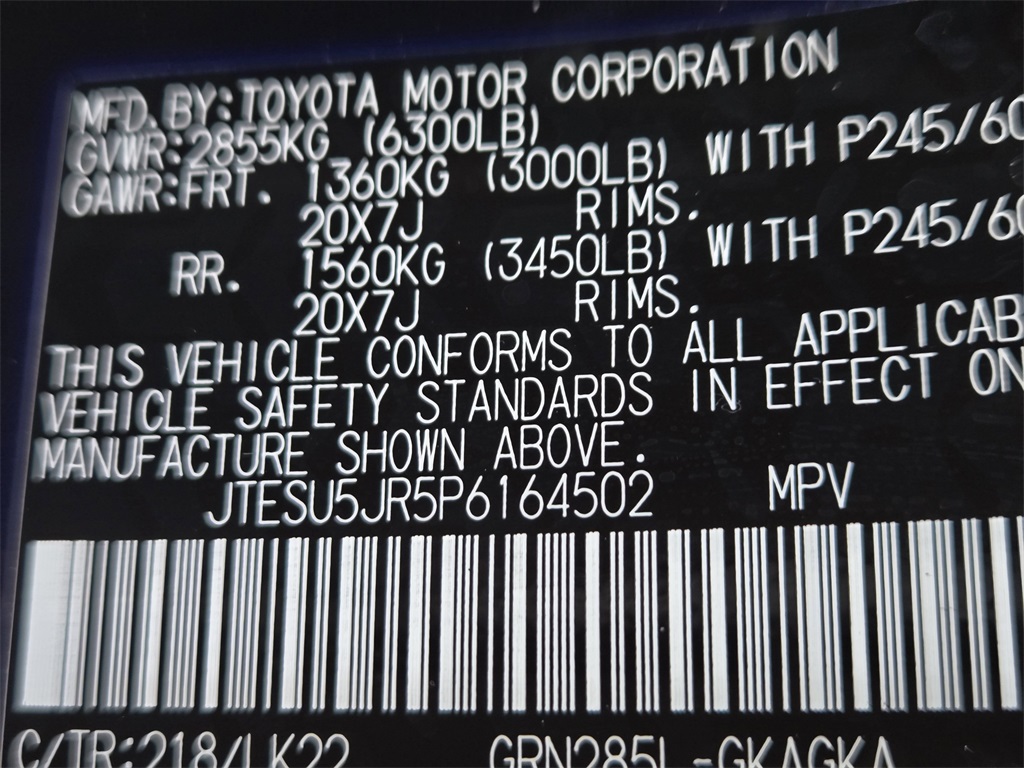 MFD.BY:TOYOTA MOTOR CORPORATION
GVWR:2855KG (6300LB)
GAWR:FRT. 1360KG (3000LB) WITH P245/60
20X7J RIMS.
RR. 1560KG (3450LB) WITH P245/60
20X7J RIMS.
THIS VEHICLE CONFORMS TO ALL APPLICAB
VEHICLE SAFETY STANDARDS IN EFFECT ON
MANUFACTURE SHOWN ABOVE.
JTESU5JR5P6164502 MPV
C/TR:218/LK22 GRN285L-GKAGKA